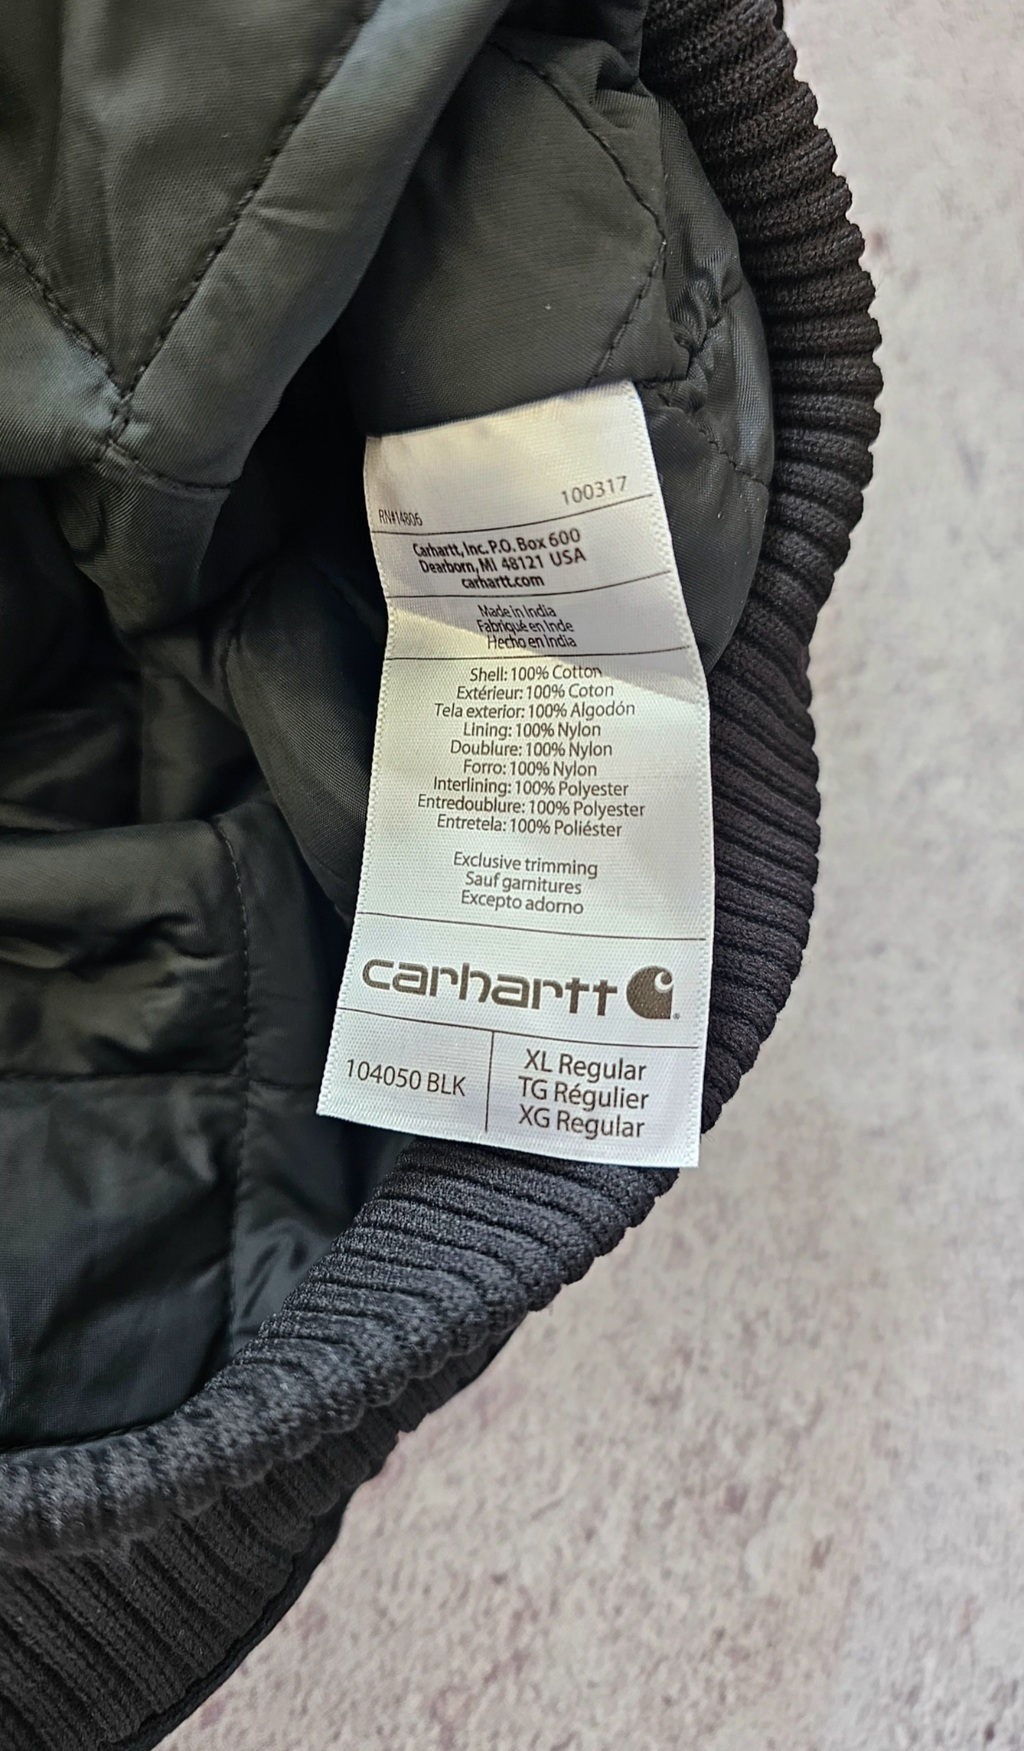 RN#14806 100317
Carhartt, Inc. P.O. Box 600
Dearborn, MI 48121 USA
carhartt.com
Made in India
Fabriqué en Inde
Hecho en India
Shell: 100% Cotton
Extérieur: 100% Coton
Tela exterior: 100% Algodón
Lining: 100% Nylon
Doublure: 100% Nylon
Forro: 100% Nylon
Interlining: 100% Polyester
Entredoublure: 100% Polyester
Entretela: 100% Poliéster
Exclusive trimming
Sauf garnitures
Excepto adorno
carhartt
104050 BLK
XL Regular
TG Régulier
XG Regular